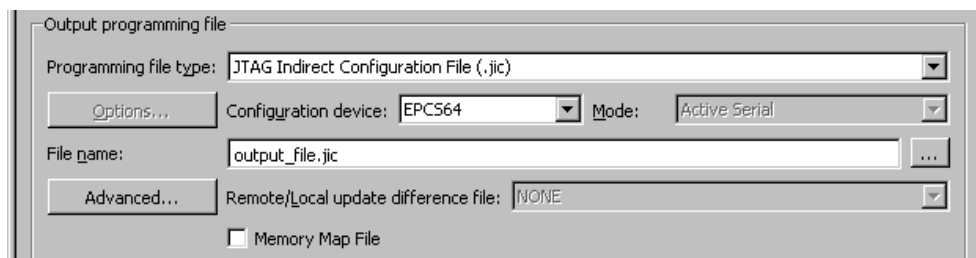 Output programming file
Programming file type: JTAG Indirect Configuration File (.jic)
Options... Configuration device: EPCS64 Mode: Active Serial
File name: output_file.jic ...
Advanced... Remote/Local update difference file: NONE
Memory Map File